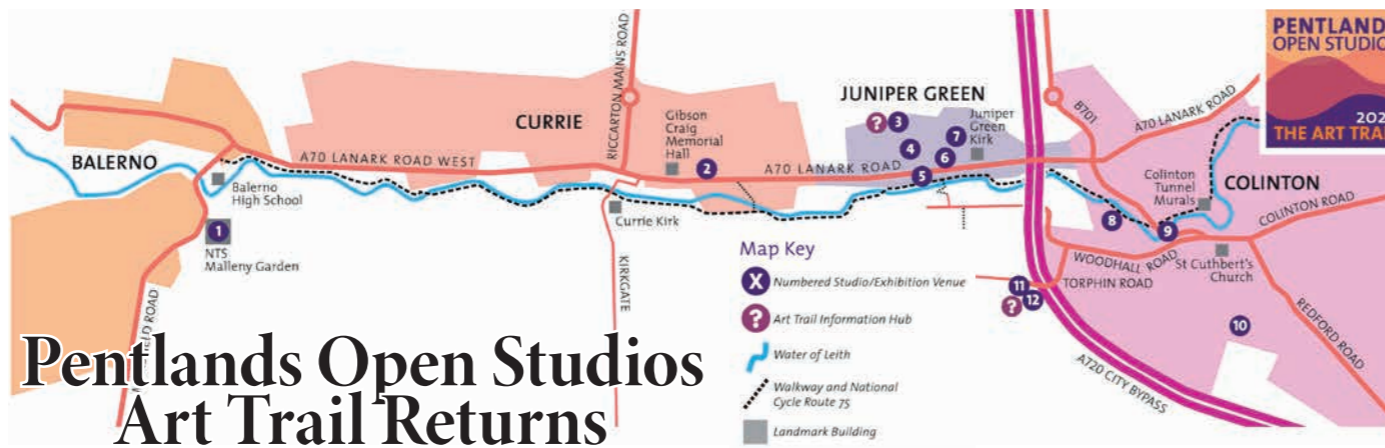 PENTLANDS
OPEN STUDIO
202
THE ART TRAI
BALERNO
Balerno
High School
1
NTS
Malleny Garden
ROAD
A70 LANARK ROAD WEST
CURRIE
RICCARTON MAINS ROAD
Gibson
Craig
Memorial
Hall
2
Currie Kirk
KIRKGATE
A70 LANARK ROAD
JUNIPER GREEN
?
3
4
5
6
7
Juniper
Green
Kirk
B701
A70 LANARK ROAD
Colinton
Tunnel
Murals
COLINTON
COLINTON ROAD
8
9
WOODHALL ROAD
St Cuthbert's
Church
TORPHIN ROAD
11
?
12
10
REDFORD ROAD
A720 CITY BYPASS
Map Key
X
Numbered Studio/Exhibition Venue
?
Art Trail Information Hub
Water of Leith
Walkway and National
Cycle Route 75
Landmark Building
Pentlands Open Studios
Art Trail Returns